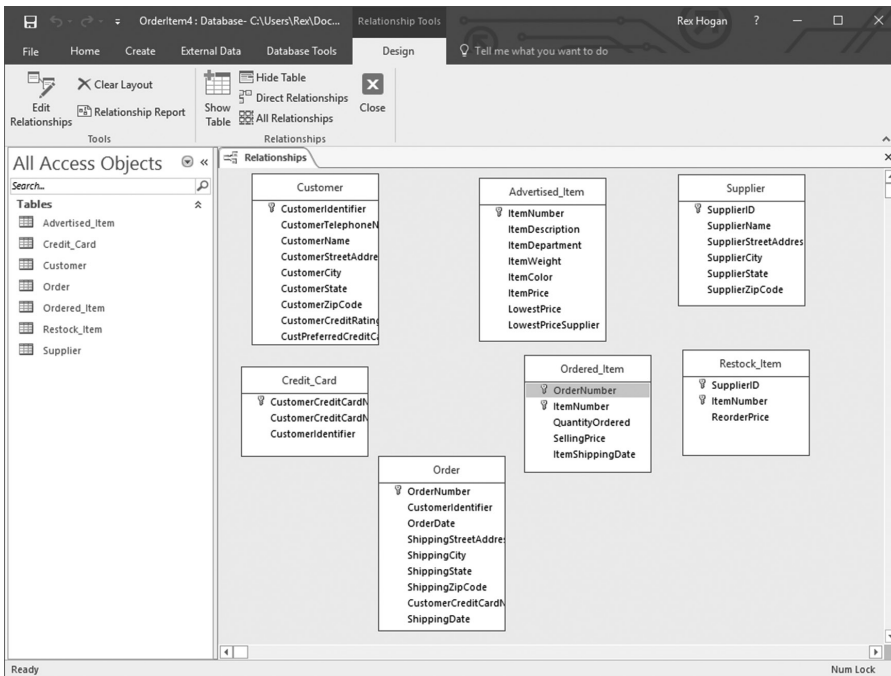 OrderItem4 : Database- C:\Users\Rex\Doc... Relationship Tools Rex Hogan ?
File Home Create External Data Database Tools Design Tell me what you want to do
Edit Relationships
Clear Layout
Relationship Report
Tools
Show Table
Hide Table
Direct Relationships
All Relationships
Relationships
Close
All Access Objects
Search...
Tables
Advertised_Item
Credit_Card
Customer
Order
Ordered_Item
Restock_Item
Supplier
Relationships
Customer
CustomerIdentifier
CustomerTelephoneN
CustomerName
CustomerStreetAddre
CustomerCity
CustomerState
CustomerZipCode
CustomerCreditRating
CustPreferredCreditCa
Advertised_Item
ItemNumber
ItemDescription
ItemDepartment
ItemWeight
ItemColor
ItemPrice
LowestPrice
LowestPriceSupplier
Supplier
SupplierID
SupplierName
SupplierStreetAddres
SupplierCity
SupplierState
SupplierZipCode
Credit_Card
CustomerCreditCardN
CustomerCreditCardN
CustomerIdentifier
Ordered_Item
OrderNumber
ItemNumber
QuantityOrdered
SellingPrice
ItemShippingDate
Restock_Item
SupplierID
ItemNumber
ReorderPrice
Order
OrderNumber
CustomerIdentifier
OrderDate
ShippingStreetAddres
ShippingCity
ShippingState
ShippingZipCode
CustomerCreditCardN
ShippingDate
Ready Num Lock